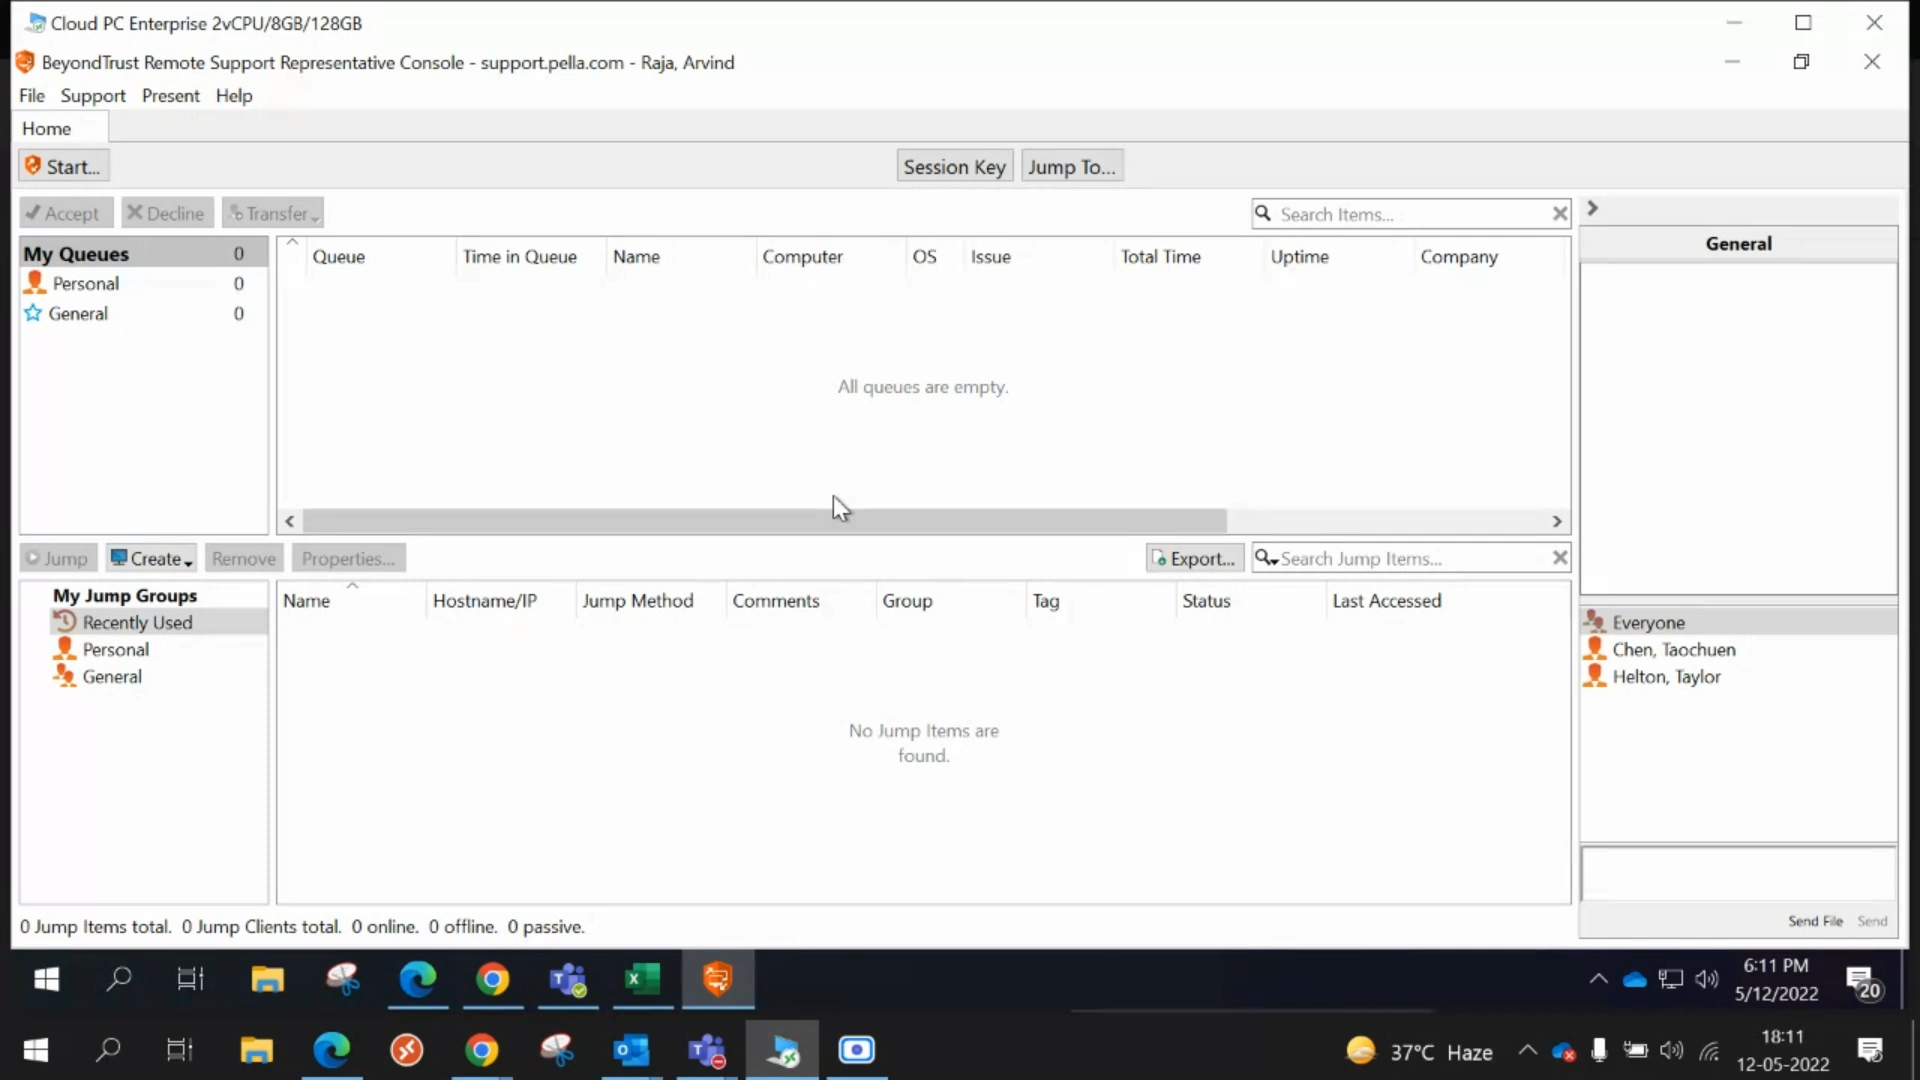 Cloud PC Enterprise 2vCPU/8GB/128GB
BeyondTrust Remote Support Representative Console - support.pella.com - Raja, Arvind
File Support Present Help
Home
Start...
Session Key Jump To...
Accept Decline Transfer
Search Items...
My Queues 0
Personal 0
General 0
Queue Time in Queue Name Computer OS Issue Total Time Uptime Company
All queues are empty.
General
Jump Create Remove Properties...
Export... Search Jump Items...
My Jump Groups
Recently Used
Personal
General
Name Hostname/IP Jump Method Comments Group Tag Status Last Accessed
No Jump Items are
found.
Everyone
Chen, Taochuen
Helton, Taylor
Send File Send
0 Jump Items total. 0 Jump Clients total. 0 online. 0 offline. 0 passive.
6:11 PM
5/12/2022
20
37°C Haze
18:11
12-05-2022